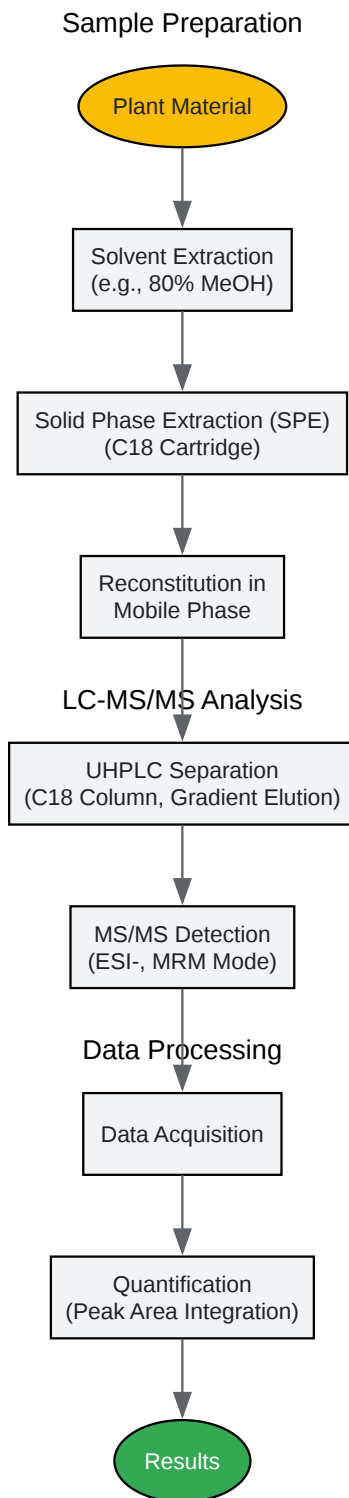 Sample Preparation
Plant Material
Solvent Extraction
(e.g., 80% MeOH)
Solid Phase Extraction (SPE)
(C18 Cartridge)
Reconstitution in
Mobile Phase
LC-MS/MS Analysis
UHPLC Separation
(C18 Column, Gradient Elution)
MS/MS Detection
(ESI-, MRM Mode)
Data Processing
Data Acquisition
Quantification
(Peak Area Integration)
Results